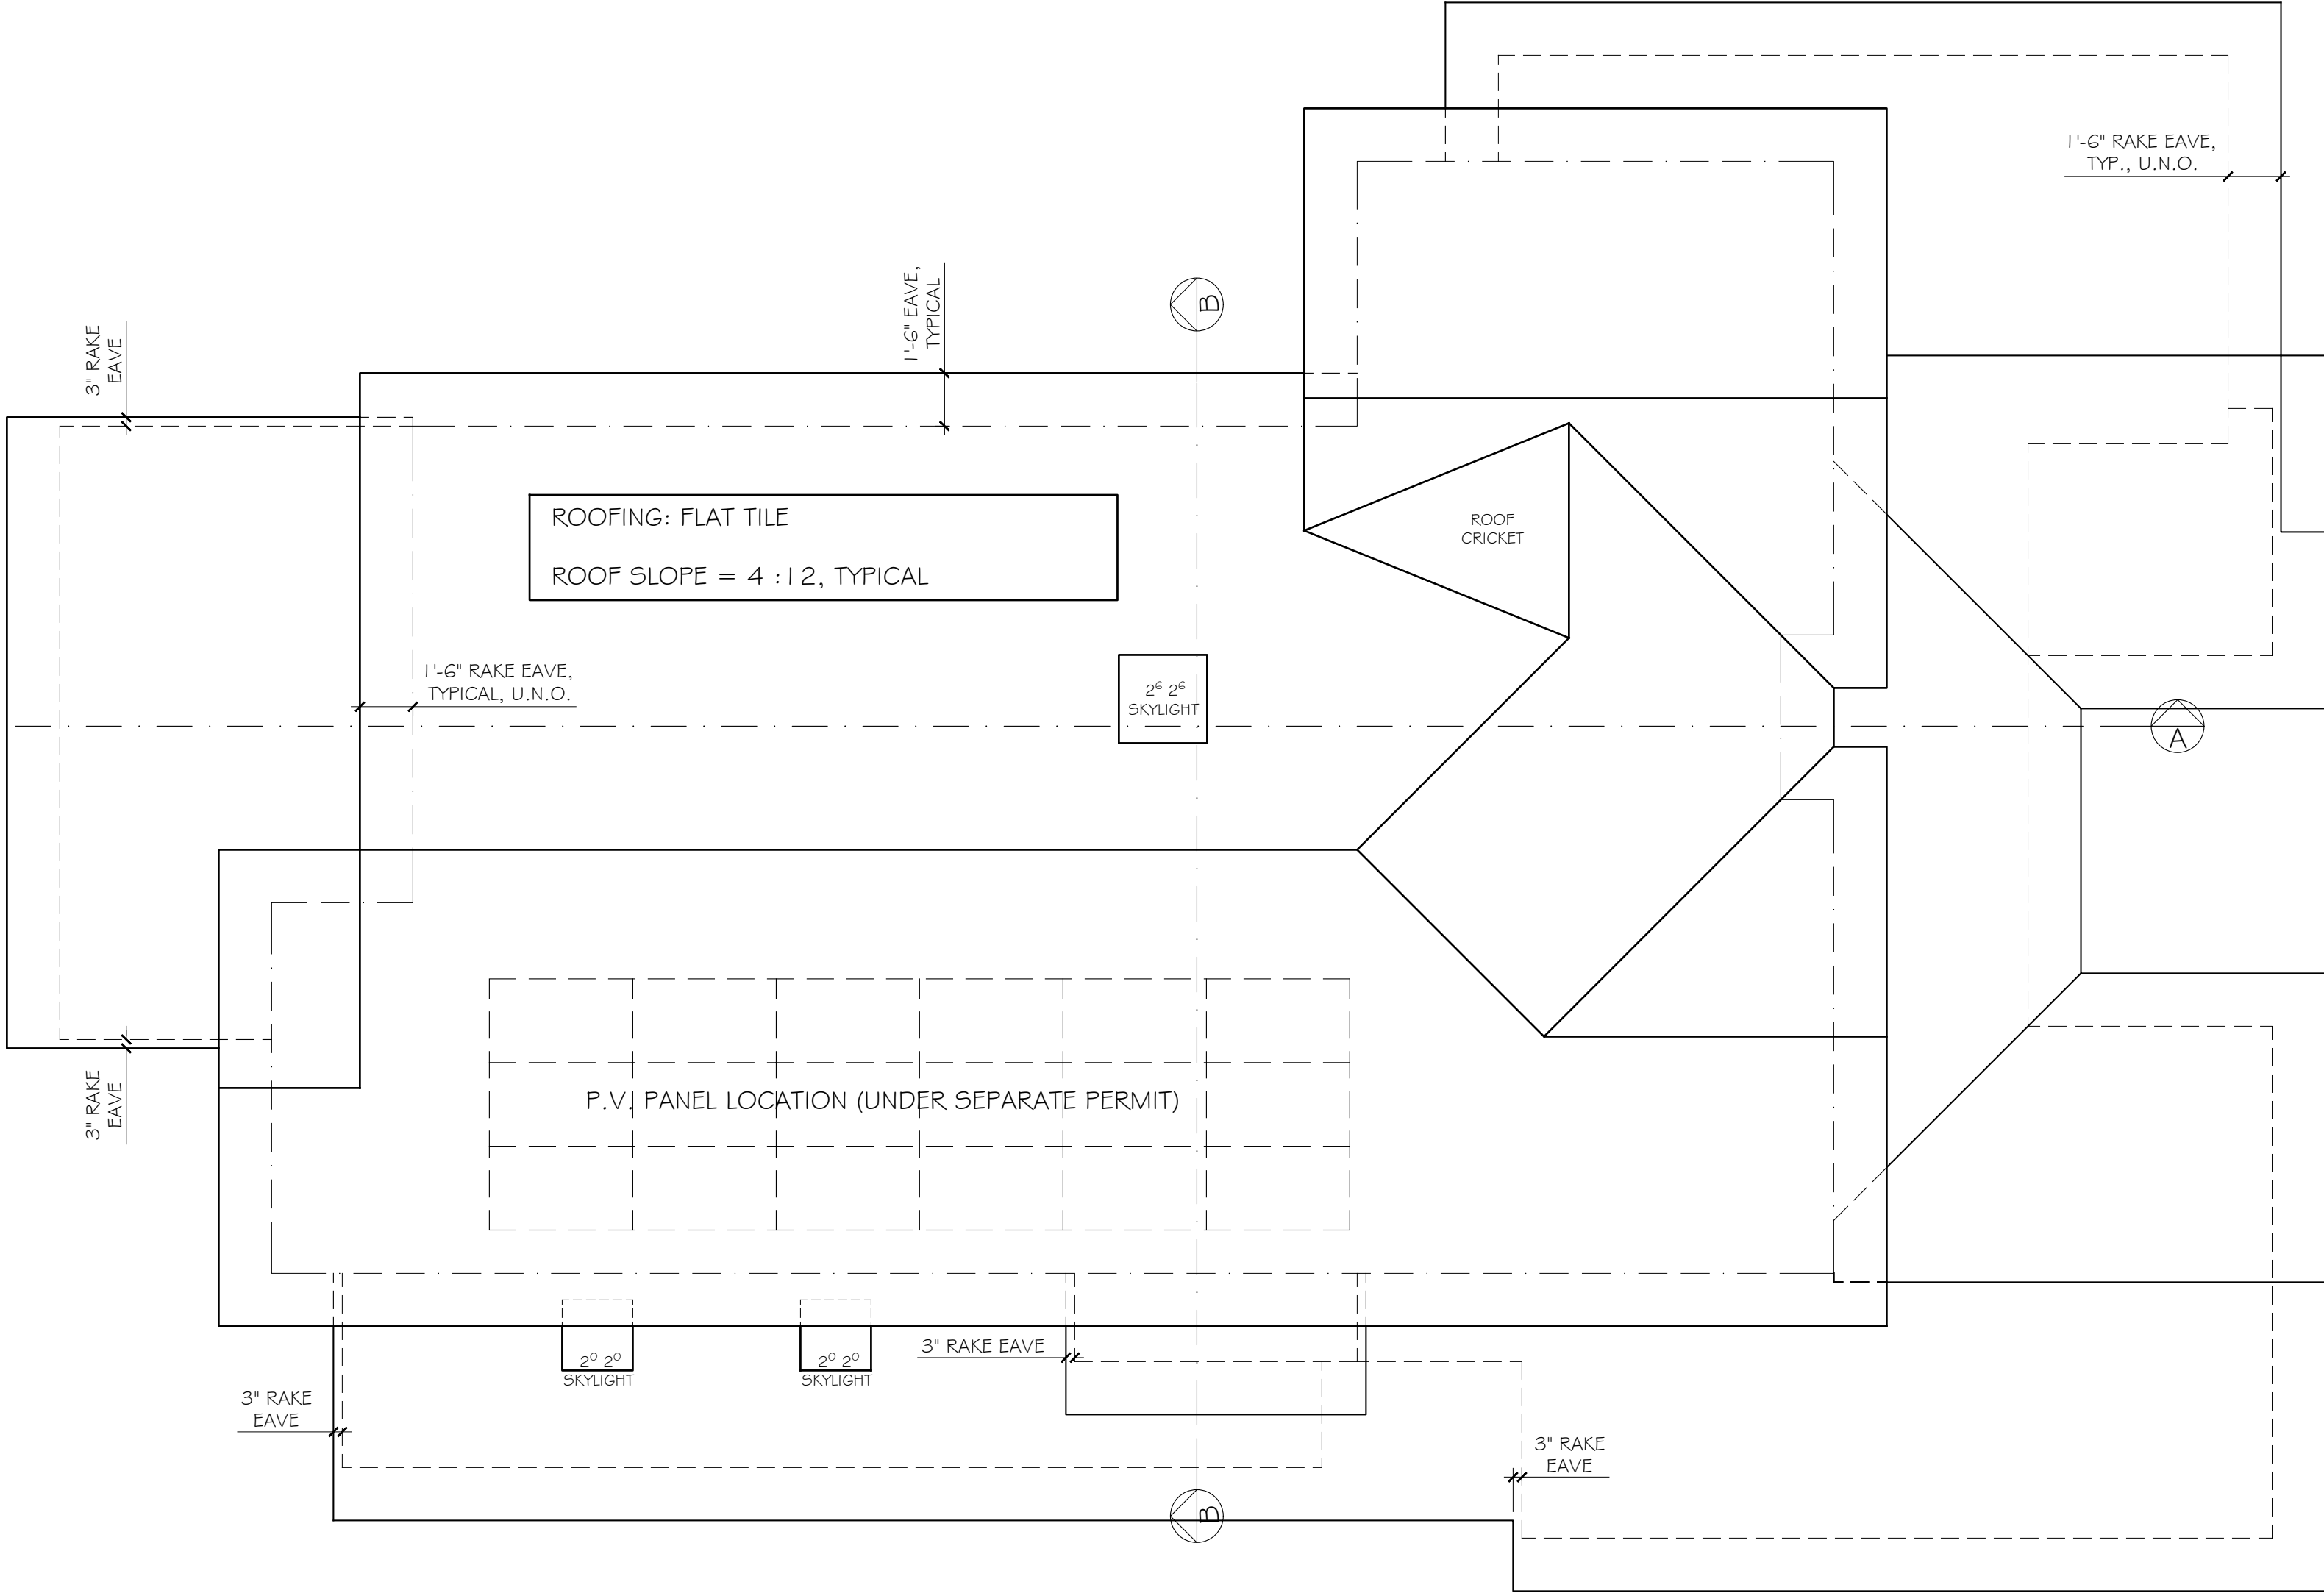 1'-6" RAKE EAVE,
TYP., U.N.O.
1'-6" EAVE,
TYPICAL
B
3" RAKE
EAVE
ROOFING: FLAT TILE
ROOF SLOPE = 4 :12, TYPICAL
ROOF
CRICKET
1'-6" RAKE EAVE,
TYPICAL, U.N.O.
2⁶ 2⁶
SKYLIGHT
A
3" RAKE
EAVE
P.V. PANEL LOCATION (UNDER SEPARATE PERMIT)
3" RAKE EAVE
2⁰ 2⁰
SKYLIGHT
2⁰ 2⁰
SKYLIGHT
3" RAKE
EAVE
3" RAKE
EAVE
B